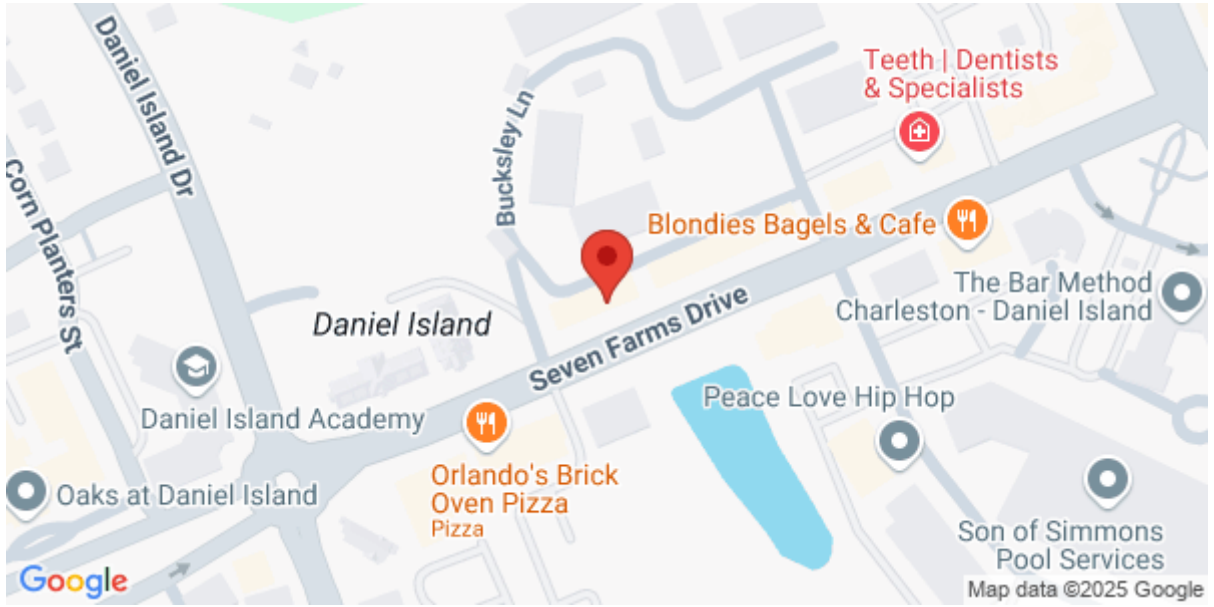 Daniel Island Dr
Teeth | Dentists
& Specialists
Bucksley Ln
Corn Planters St
Blondies Bagels & Cafe
The Bar Method
Charleston - Daniel Island
Daniel Island
Seven Farms Drive
Daniel Island Academy
Peace Love Hip Hop
Orlando's Brick
Oven Pizza
Pizza
Oaks at Daniel Island
Son of Simmons
Pool Services
Google
Map data ©2025 Google